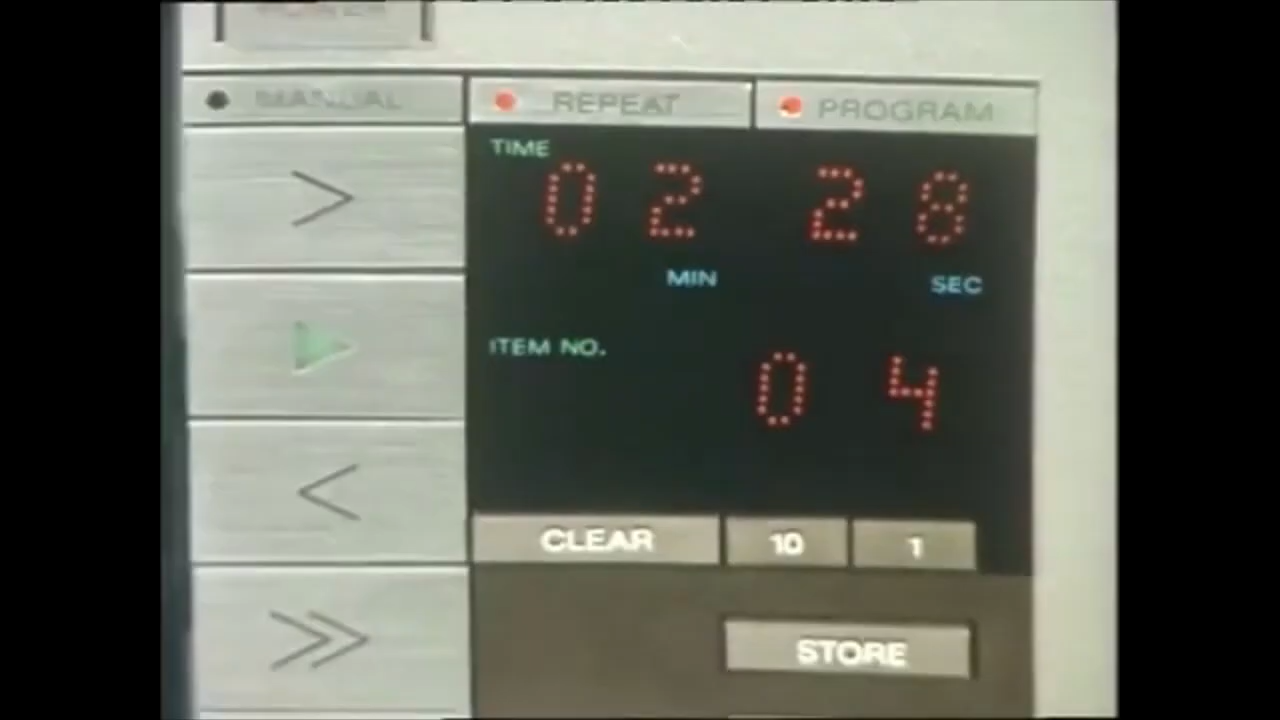 MANUAL REPEAT PROGRAM
TIME
02 28
MIN SEC
ITEM NO.
04
CLEAR 10 1
STORE